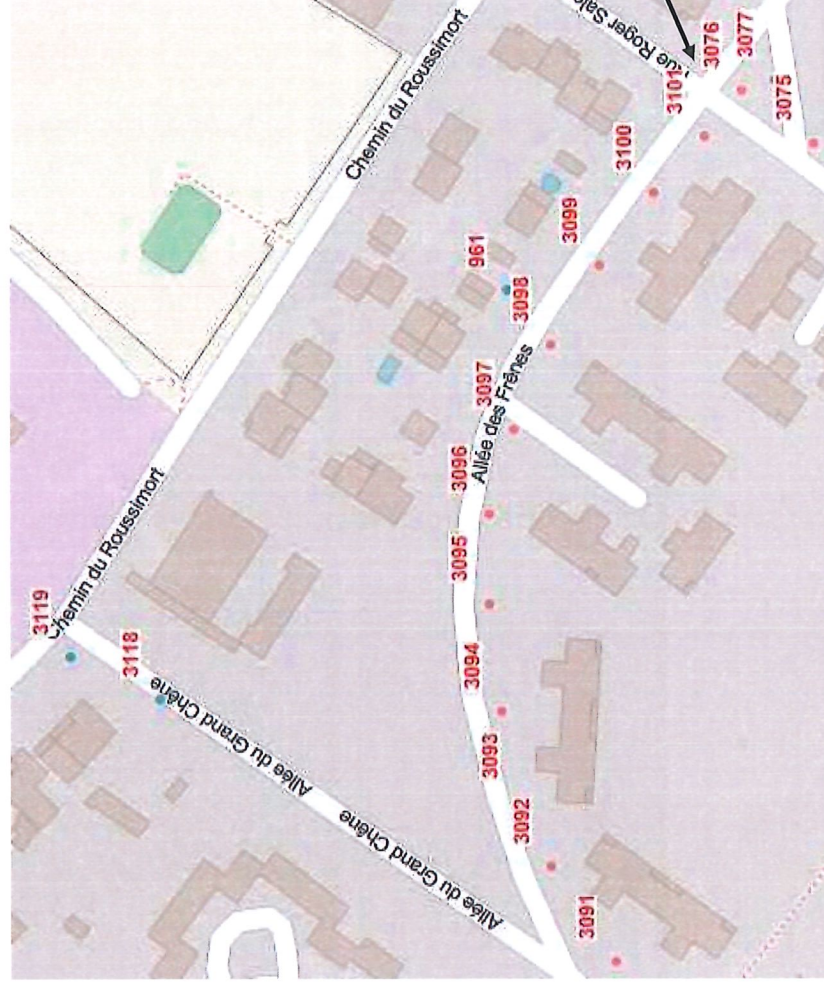 Chemin du Roussimort
Rue Roger Sale
3076
3077
3101
3075
3100
3099
961
3098
3097
Allée des Frênes
3096
3095
3094
3093
3092
3091
Chemin du Roussimort
3119
3118
Allée du Grand Chêne
Allée du Grand Chêne